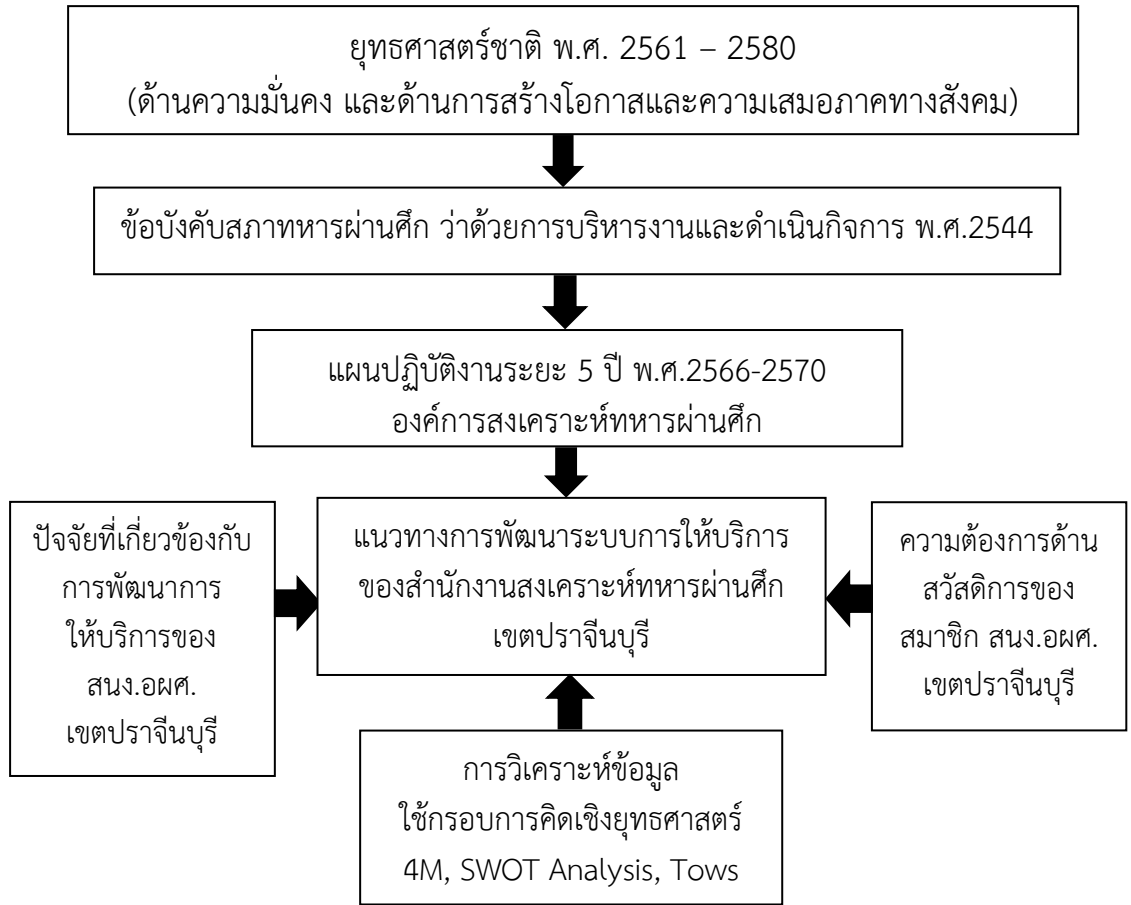 ยุทธศาสตร์ชาติ พ.ศ. 2561 – 2580
(ด้านความมั่นคง และด้านการสร้างโอกาสและความเสมอภาคทางสังคม)
ข้อบังคับสภาทหารผ่านศึก ว่าด้วยการบริหารงานและดำเนินกิจการ พ.ศ.2544
แผนปฏิบัติงานระยะ 5 ปี พ.ศ.2566-2570
องค์การสงเคราะห์ทหารผ่านศึก
ปัจจัยที่เกี่ยวข้องกับ
การพัฒนาการ
ให้บริการของ
สนง.อผศ.
เขตปราจีนบุรี
แนวทางการพัฒนาระบบการให้บริการ
ของสำนักงานสงเคราะห์ทหารผ่านศึก
เขตปราจีนบุรี
ความต้องการด้าน
สวัสดิการของ
สมาชิก สนง.อผศ.
เขตปราจีนบุรี
การวิเคราะห์ข้อมูล
ใช้กรอบการคิดเชิงยุทธศาสตร์
4M, SWOT Analysis, Tows